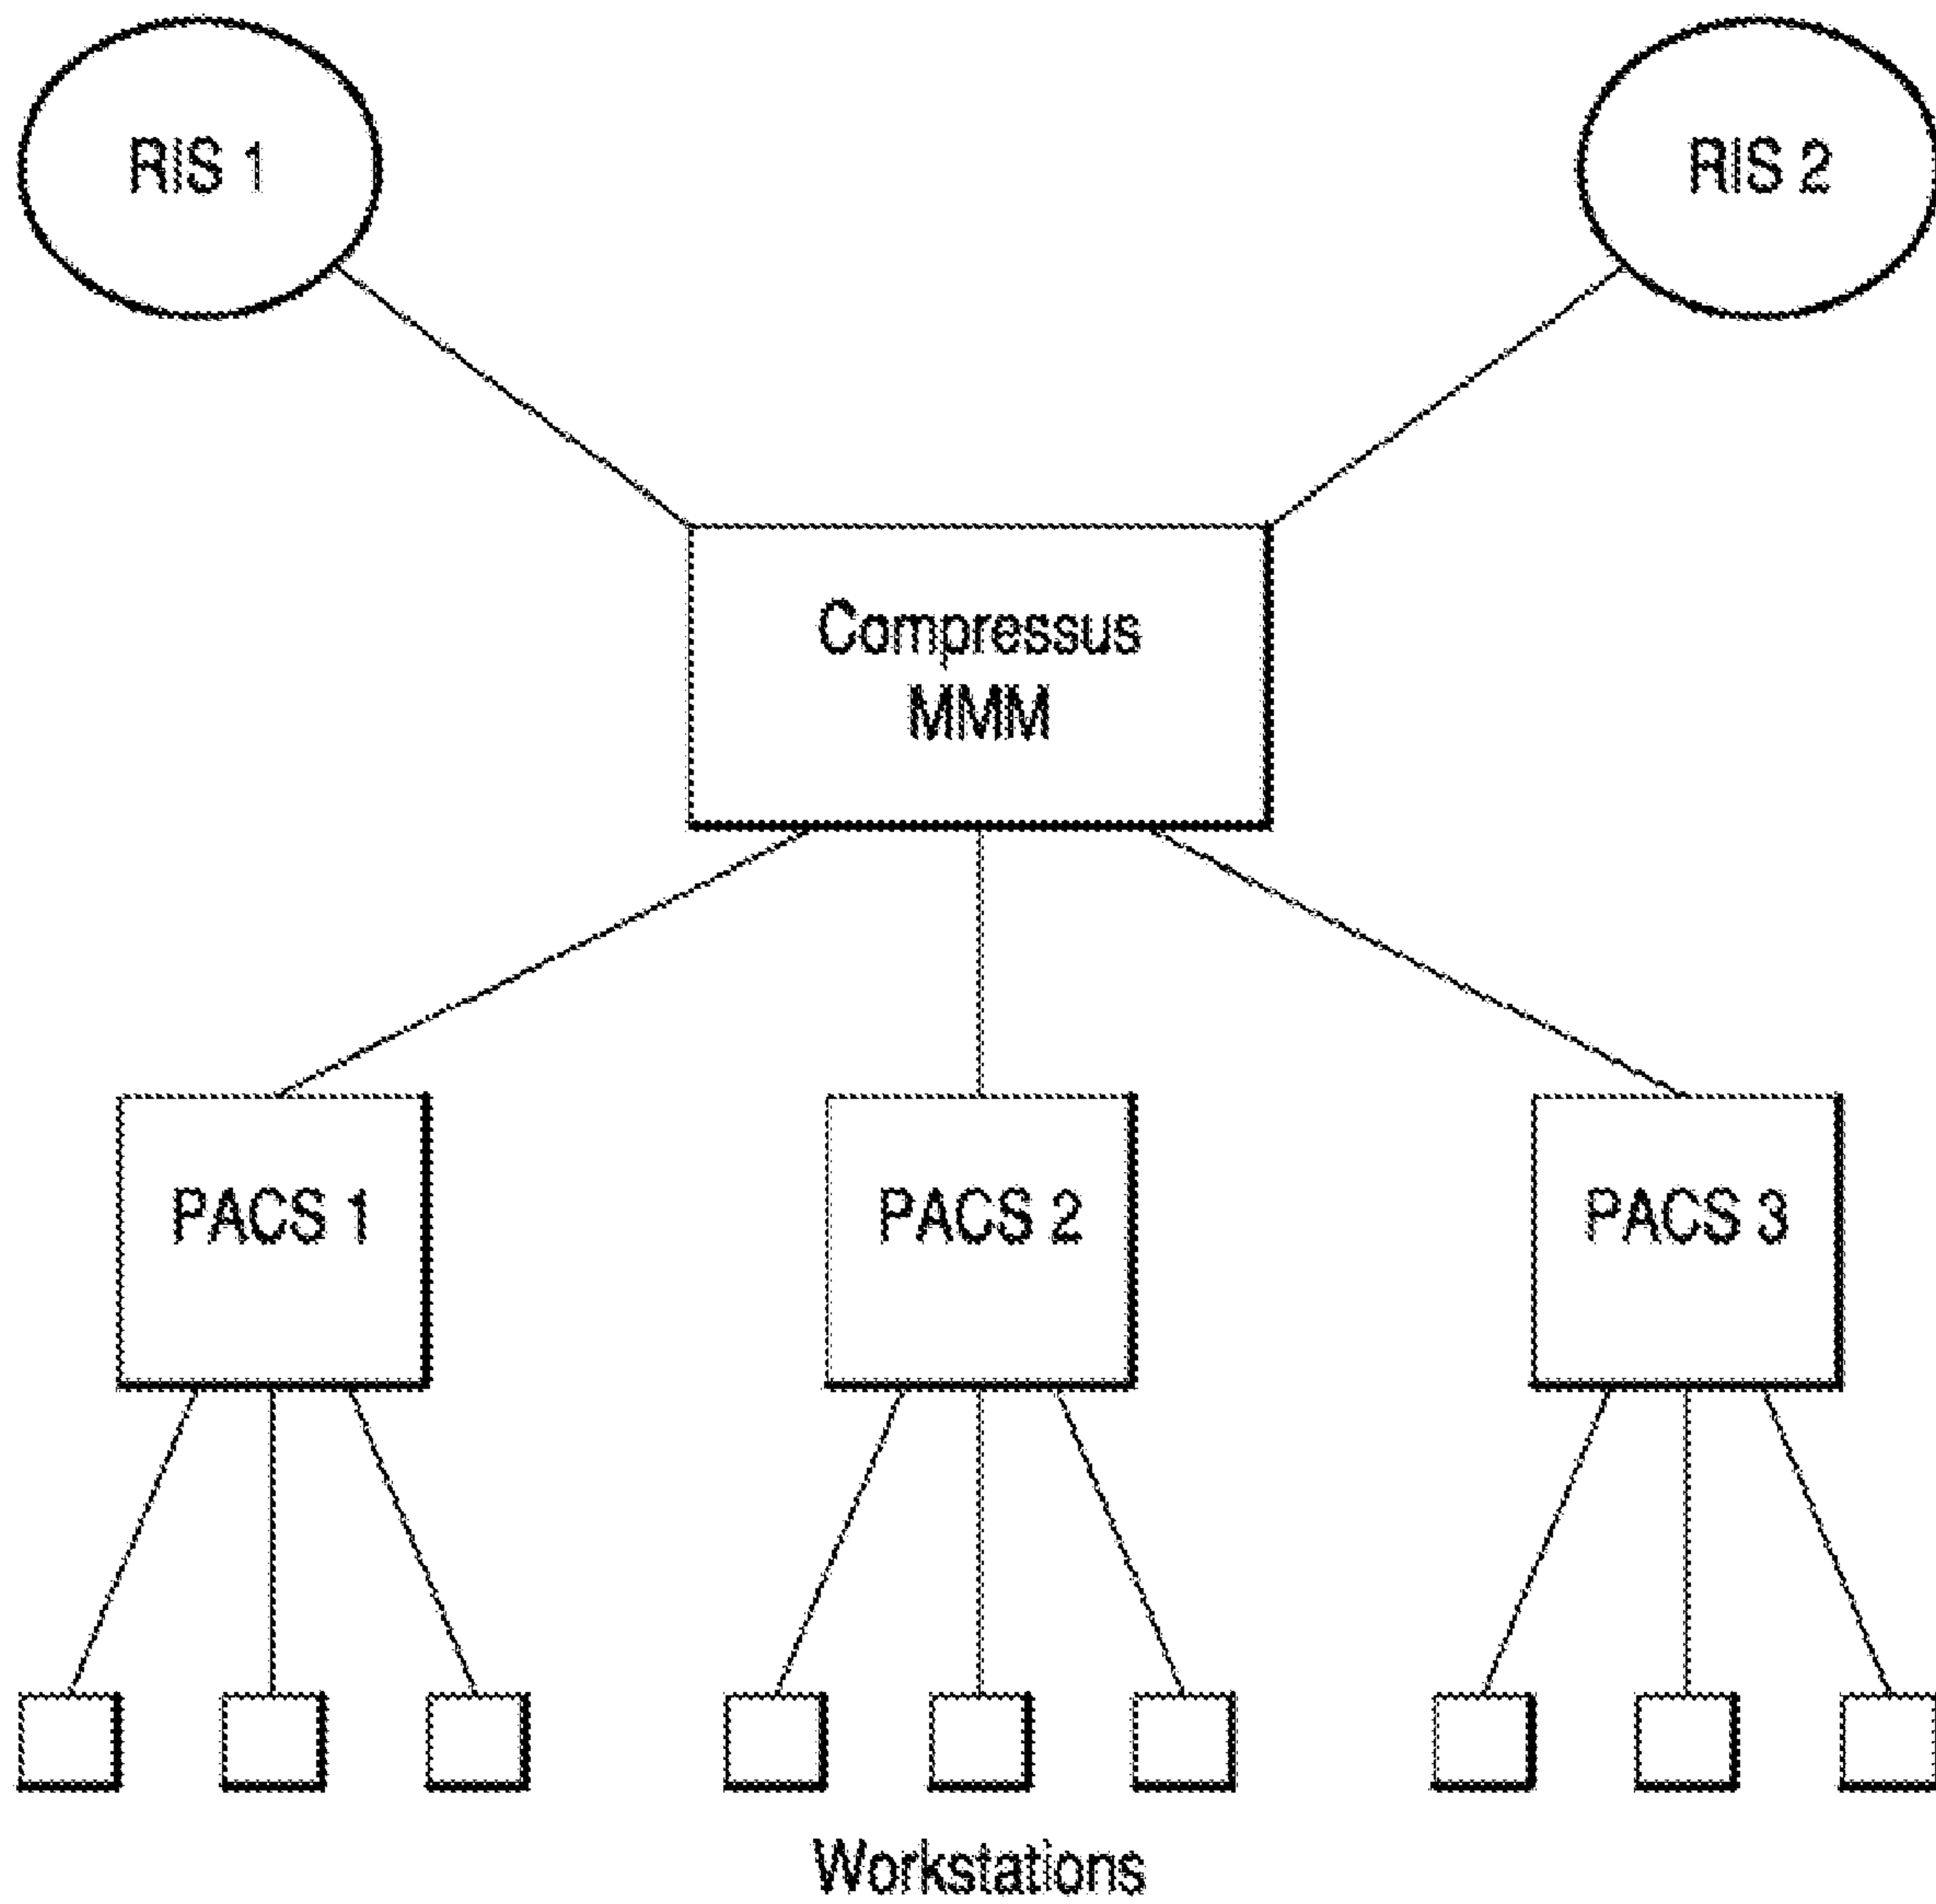 RIS 1
RIS 2
Compressus
MMM
PACS 1
PACS 2
PACS 3
Workstations